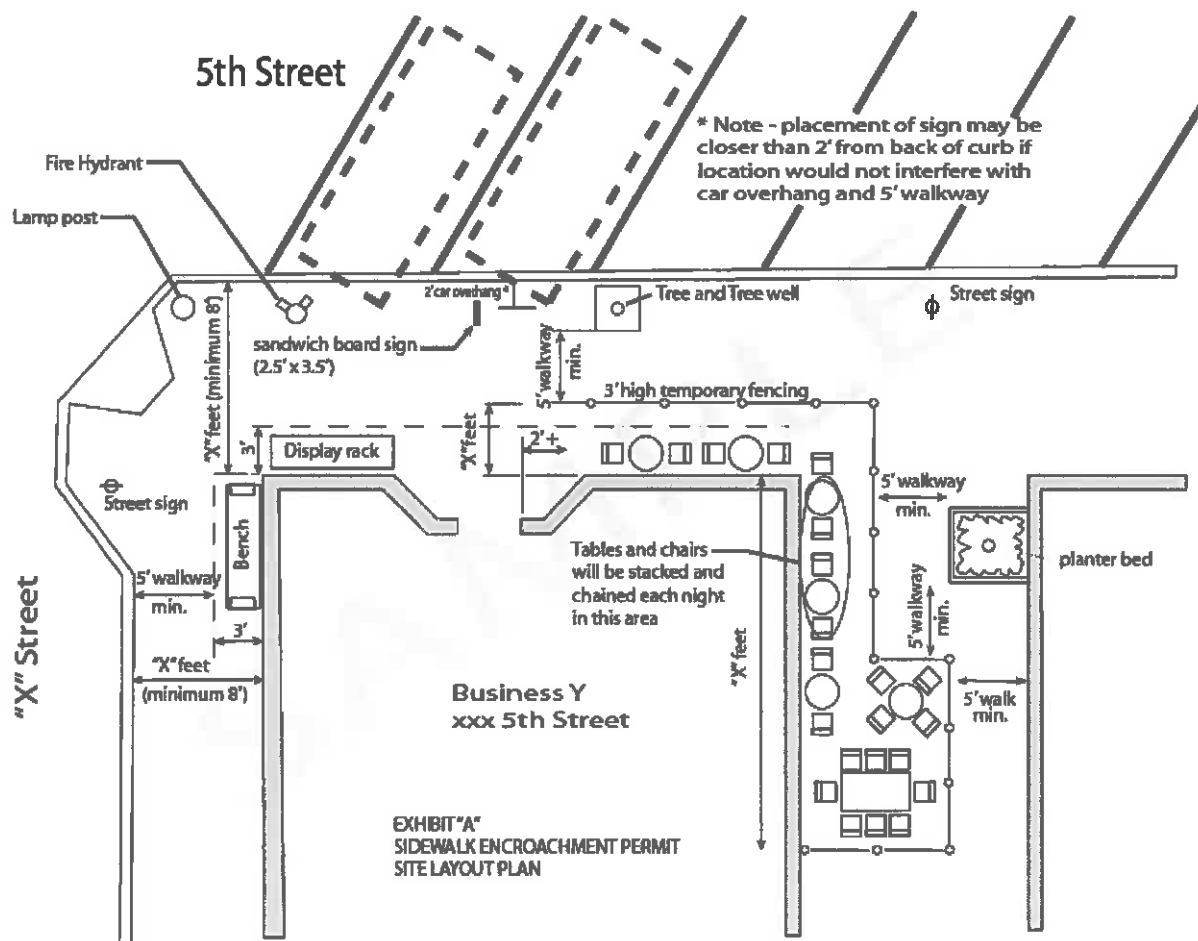 5th Street
* Note - placement of sign may be
closer than 2' from back of curb if
location would not interfere with
car overhang and 5' walkway
Fire Hydrant
Lamp post
2' car overhang *
Tree and Tree well
Street sign
sandwich board sign
(2.5' x 3.5')
"X" feet (minimum 8')
5' walkway
min.
3' high temporary fencing
"X" feet
2' +
3'
Display rack
Street sign
Bench
5' walkway
min.
3'
"X" feet
(minimum 8')
"X" Street
5' walkway
min.
planter bed
Tables and chairs
will be stacked and
chained each night
in this area
5' walkway
min.
"X" feet
5' walk
min.
Business Y
xxx 5th Street
EXHIBIT "A"
SIDEWALK ENCROACHMENT PERMIT
SITE LAYOUT PLAN
SAMPLE